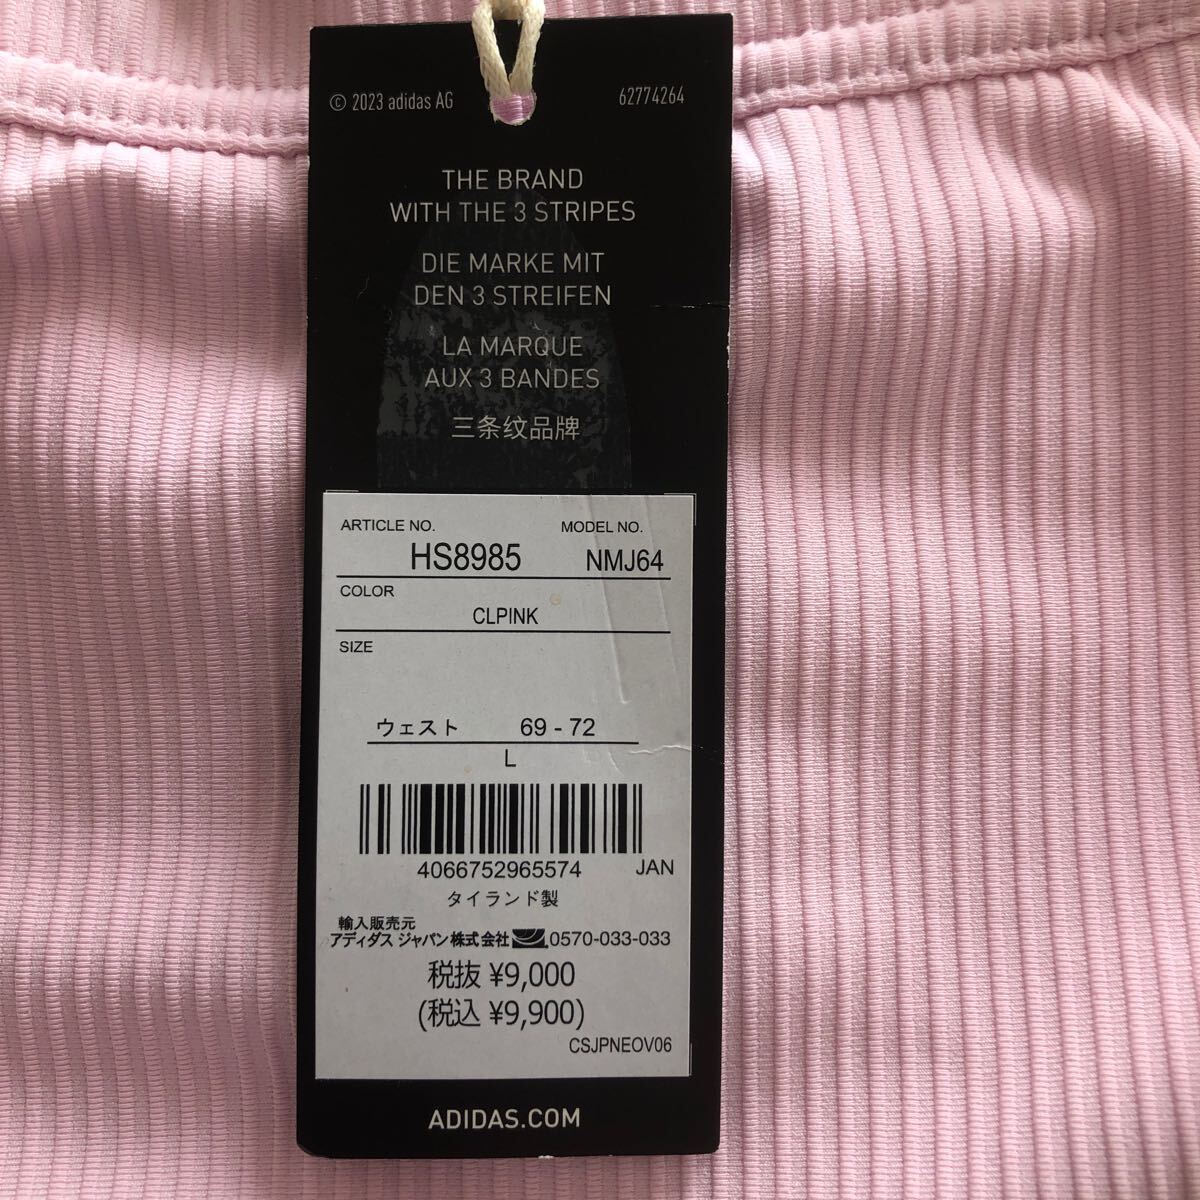 © 2023 adidas AG 62774264
THE BRAND
WITH THE 3 STRIPES
DIE MARKE MIT
DEN 3 STREIFEN
LA MARQUE
AUX 3 BANDES
三条纹品牌
ARTICLE NO. MODEL NO.
HS8985 NMJ64
COLOR
CLPINK
SIZE
ウェスト 69 - 72
L
4066752965574 JAN
タイランド製
輸入販売元
アディダス ジャパン株式会社 0570-033-033
税抜 ¥9,000
(税込 ¥9,900)
CSJPNEOV06
ADIDAS.COM